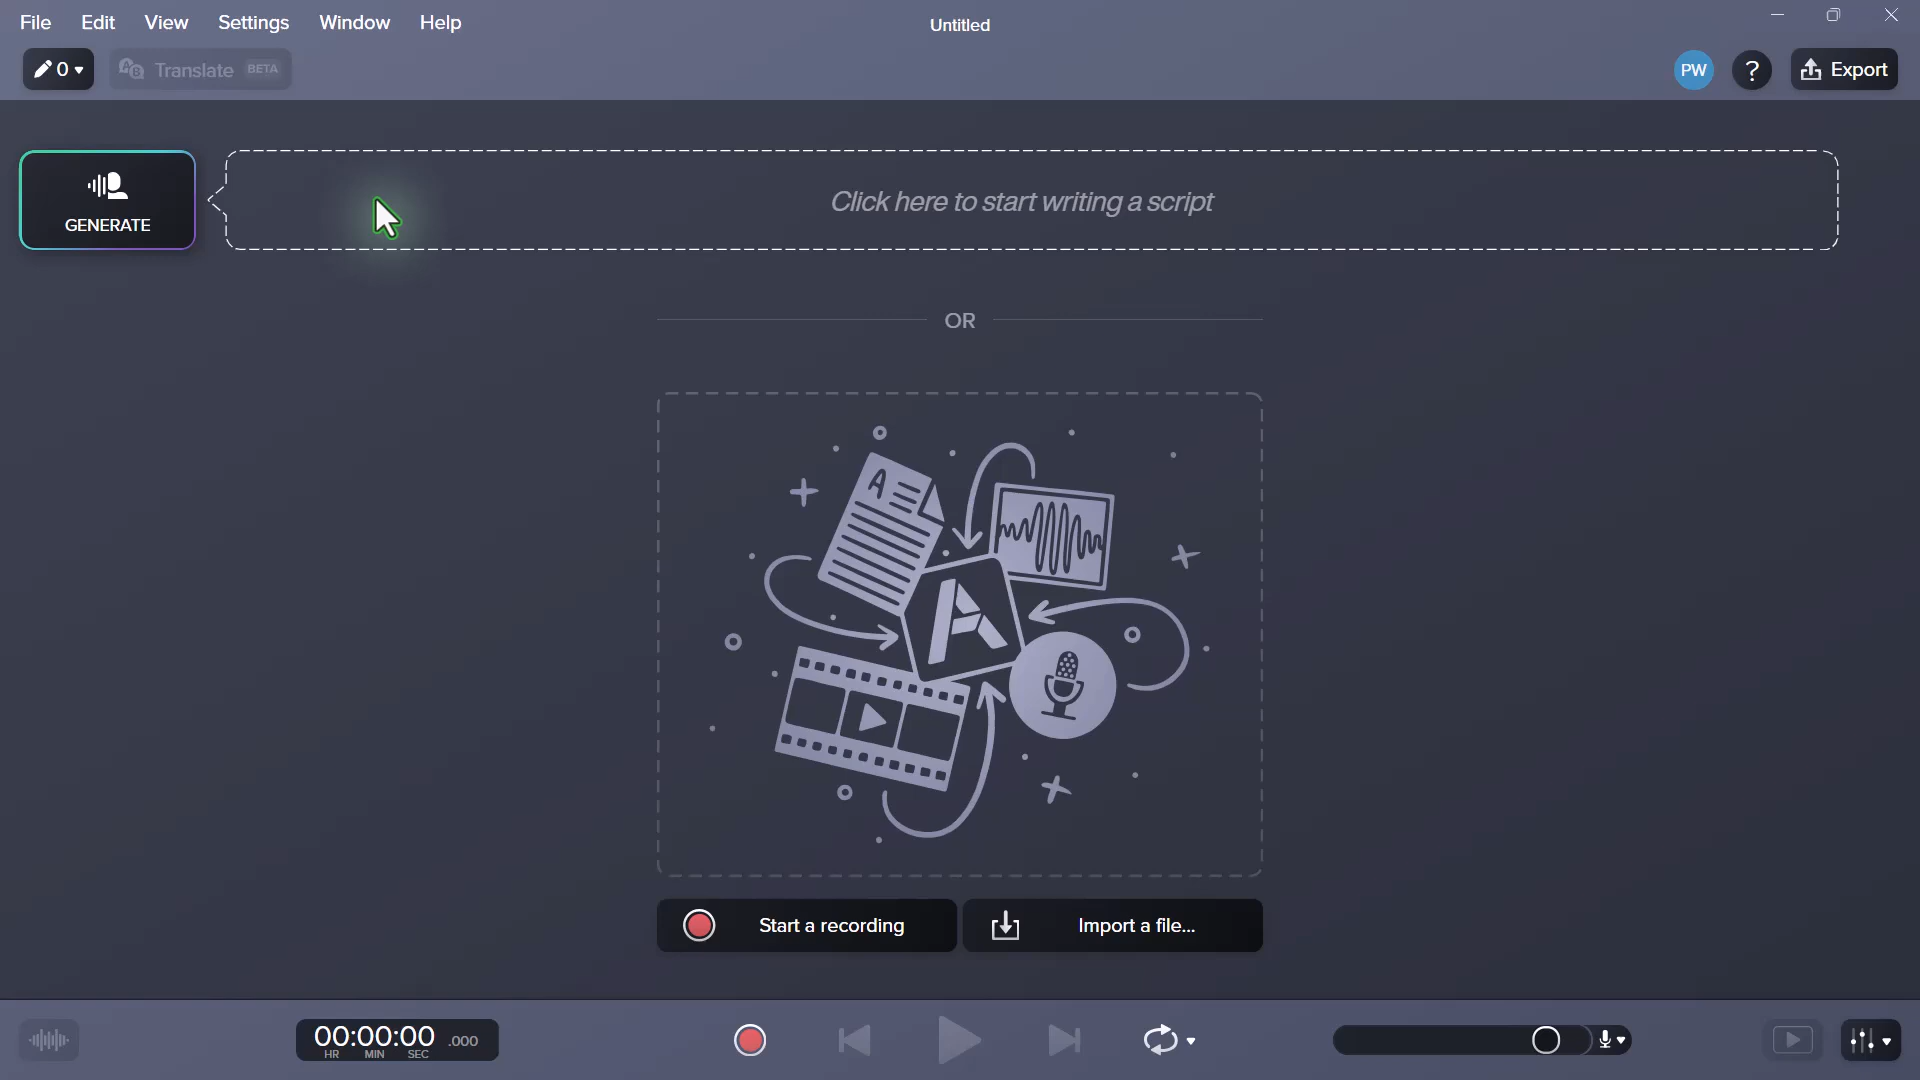 File Edit View Settings Window Help
Untitled
0 Translate BETA
PW ? Export
GENERATE
Click here to start writing a script
OR
A
A
Start a recording
Import a file...
00:00:00 .000
HR MIN SEC